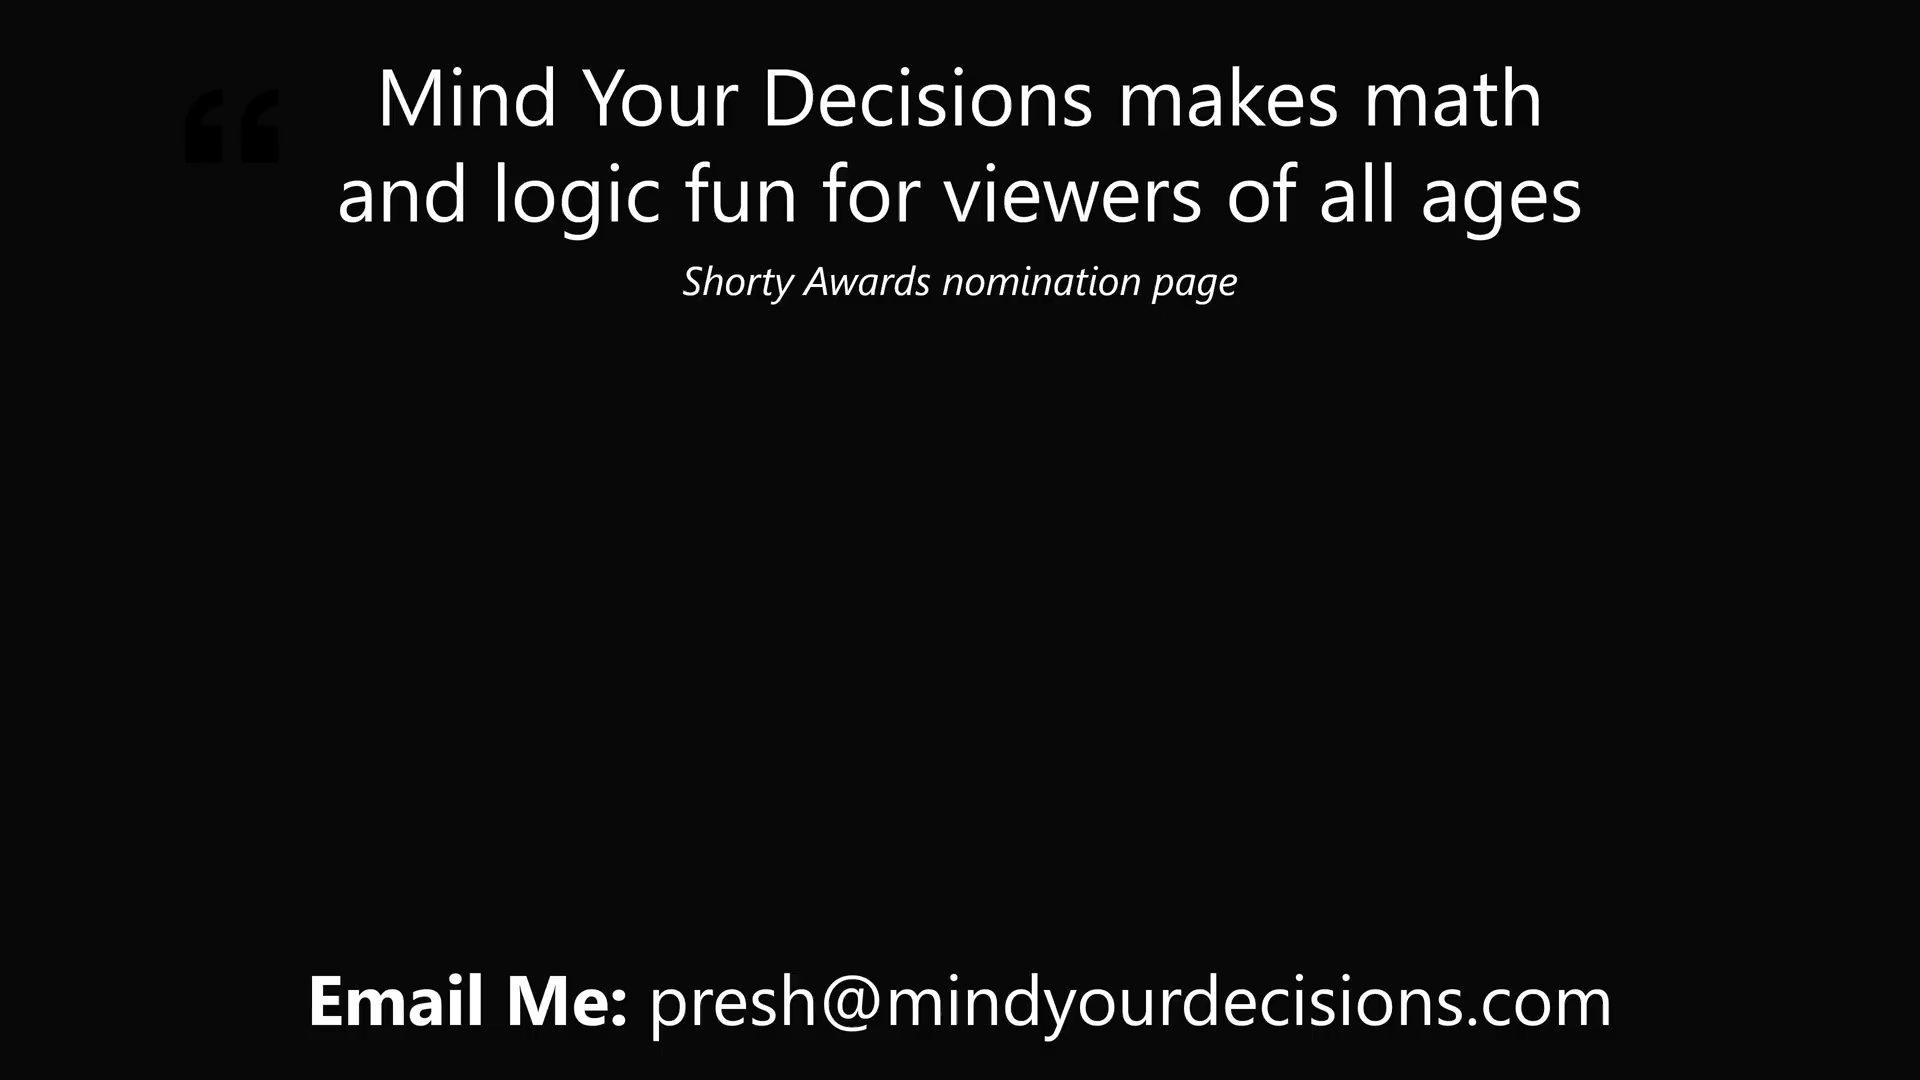 “
Mind Your Decisions makes math
and logic fun for viewers of all ages
Shorty Awards nomination page
Email Me: presh@mindyourdecisions.com